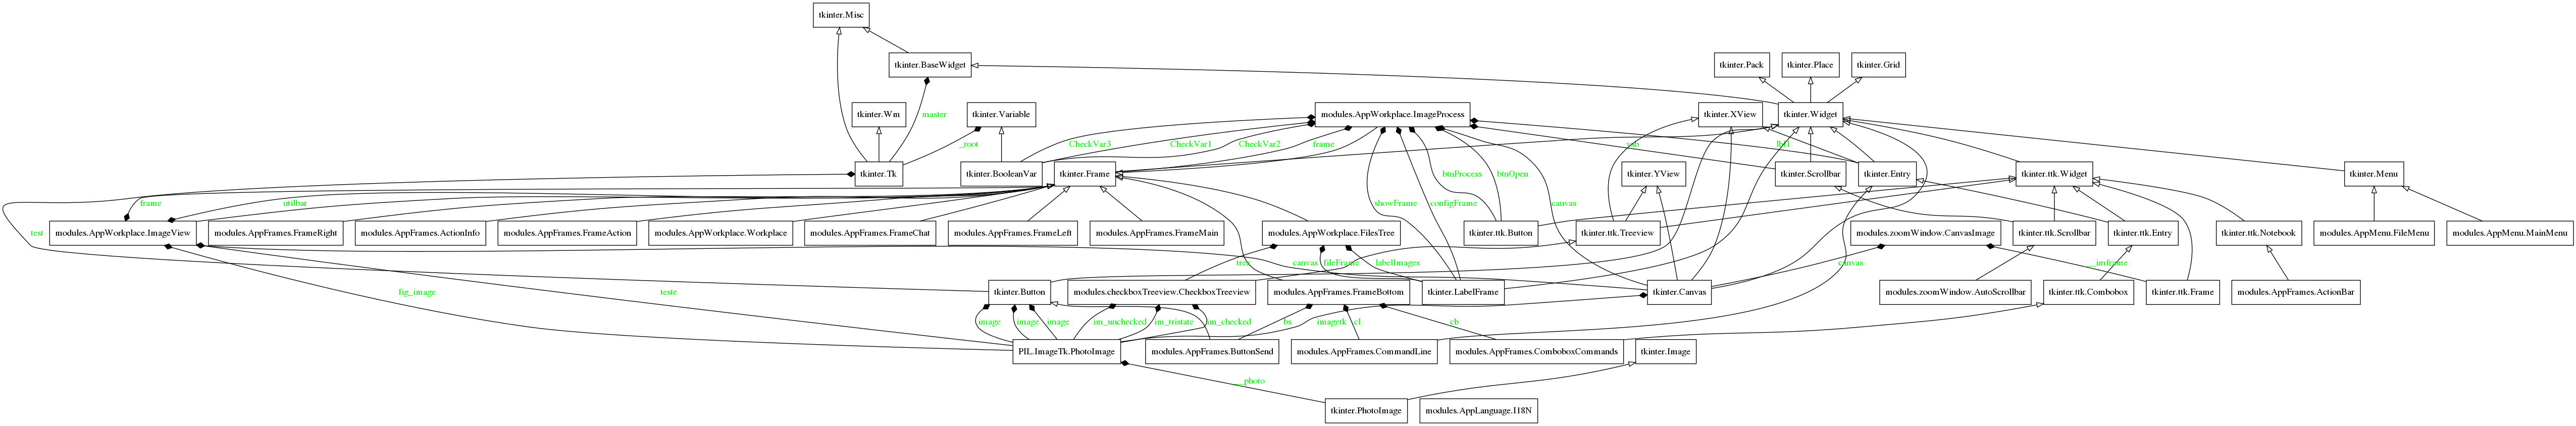 tkinter.Misc
tkinter.BaseWidget
tkinter.Pack
tkinter.Place
tkinter.Grid
tkinter.Wm
tkinter.Variable
modules.AppWorkplace.ImageProcess
tkinter.XView
tkinter.Widget
master
_root
CheckVar3
CheckVar1
CheckVar2
frame
vsb
tkinter.Tk
tkinter.BooleanVar
tkinter.Frame
btnProcess
btnOpen
tkinter.YView
tkinter.Scrollbar
tkinter.Entry
tkinter.ttk.Widget
tkinter.Menu
frame
utilbar
showFrame
configFrame
canvas
test
modules.AppWorkplace.ImageView
modules.AppFrames.FrameRight
modules.AppFrames.ActionInfo
modules.AppFrames.FrameAction
modules.AppWorkplace.Workplace
modules.AppFrames.FrameChat
modules.AppFrames.FrameLeft
modules.AppFrames.FrameMain
modules.AppWorkplace.FilesTree
tkinter.ttk.Button
tkinter.ttk.Treeview
modules.zoomWindow.CanvasImage
tkinter.ttk.Scrollbar
tkinter.ttk.Entry
tkinter.ttk.Notebook
modules.AppMenu.FileMenu
modules.AppMenu.MainMenu
tree
canvas
fileFrame
labelImages
canvas
__imframe
fig_image
teste
tkinter.Button
modules.checkboxTreeview.CheckboxTreeview
modules.AppFrames.FrameBottom
tkinter.LabelFrame
tkinter.Canvas
modules.zoomWindow.AutoScrollbar
tkinter.ttk.Combobox
tkinter.ttk.Frame
modules.AppFrames.ActionBar
image
image
image
im_unchecked
im_tristate
im_checked
bs
imagetk
cl
cb
PIL.ImageTk.PhotoImage
modules.AppFrames.ButtonSend
modules.AppFrames.CommandLine
modules.AppFrames.ComboboxCommands
tkinter.Image
__photo
tkinter.PhotoImage
modules.AppLanguage.I18N